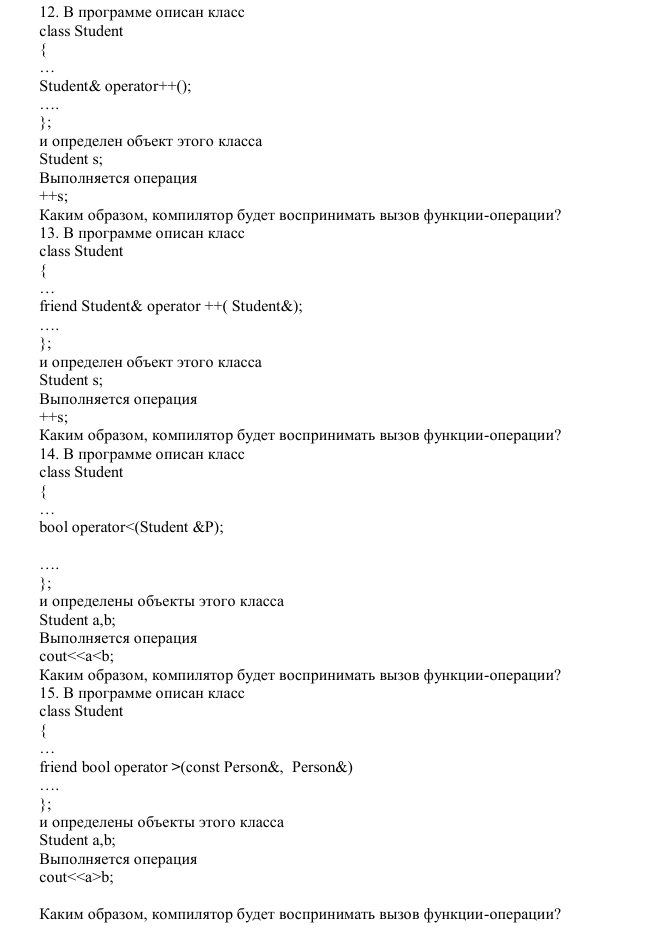 12. В программе описан класс
class Student
{
…
Student& operator++();
….
};
и определен объект этого класса
Student s;
Выполняется операция
++s;
Каким образом, компилятор будет воспринимать вызов функции-операции?
13. В программе описан класс
class Student
{
…
friend Student& operator ++( Student&);
….
};
и определен объект этого класса
Student s;
Выполняется операция
++s;
Каким образом, компилятор будет воспринимать вызов функции-операции?
14. В программе описан класс
class Student
{
…
bool operator<(Student &P);
….
};
и определены объекты этого класса
Student a,b;
Выполняется операция
cout<<a<b;
Каким образом, компилятор будет воспринимать вызов функции-операции?
15. В программе описан класс
class Student
{
…
friend bool operator >(const Person&,  Person&)
….
};
и определены объекты этого класса
Student a,b;
Выполняется операция
cout<<a>b;
Каким образом, компилятор будет воспринимать вызов функции-операции?